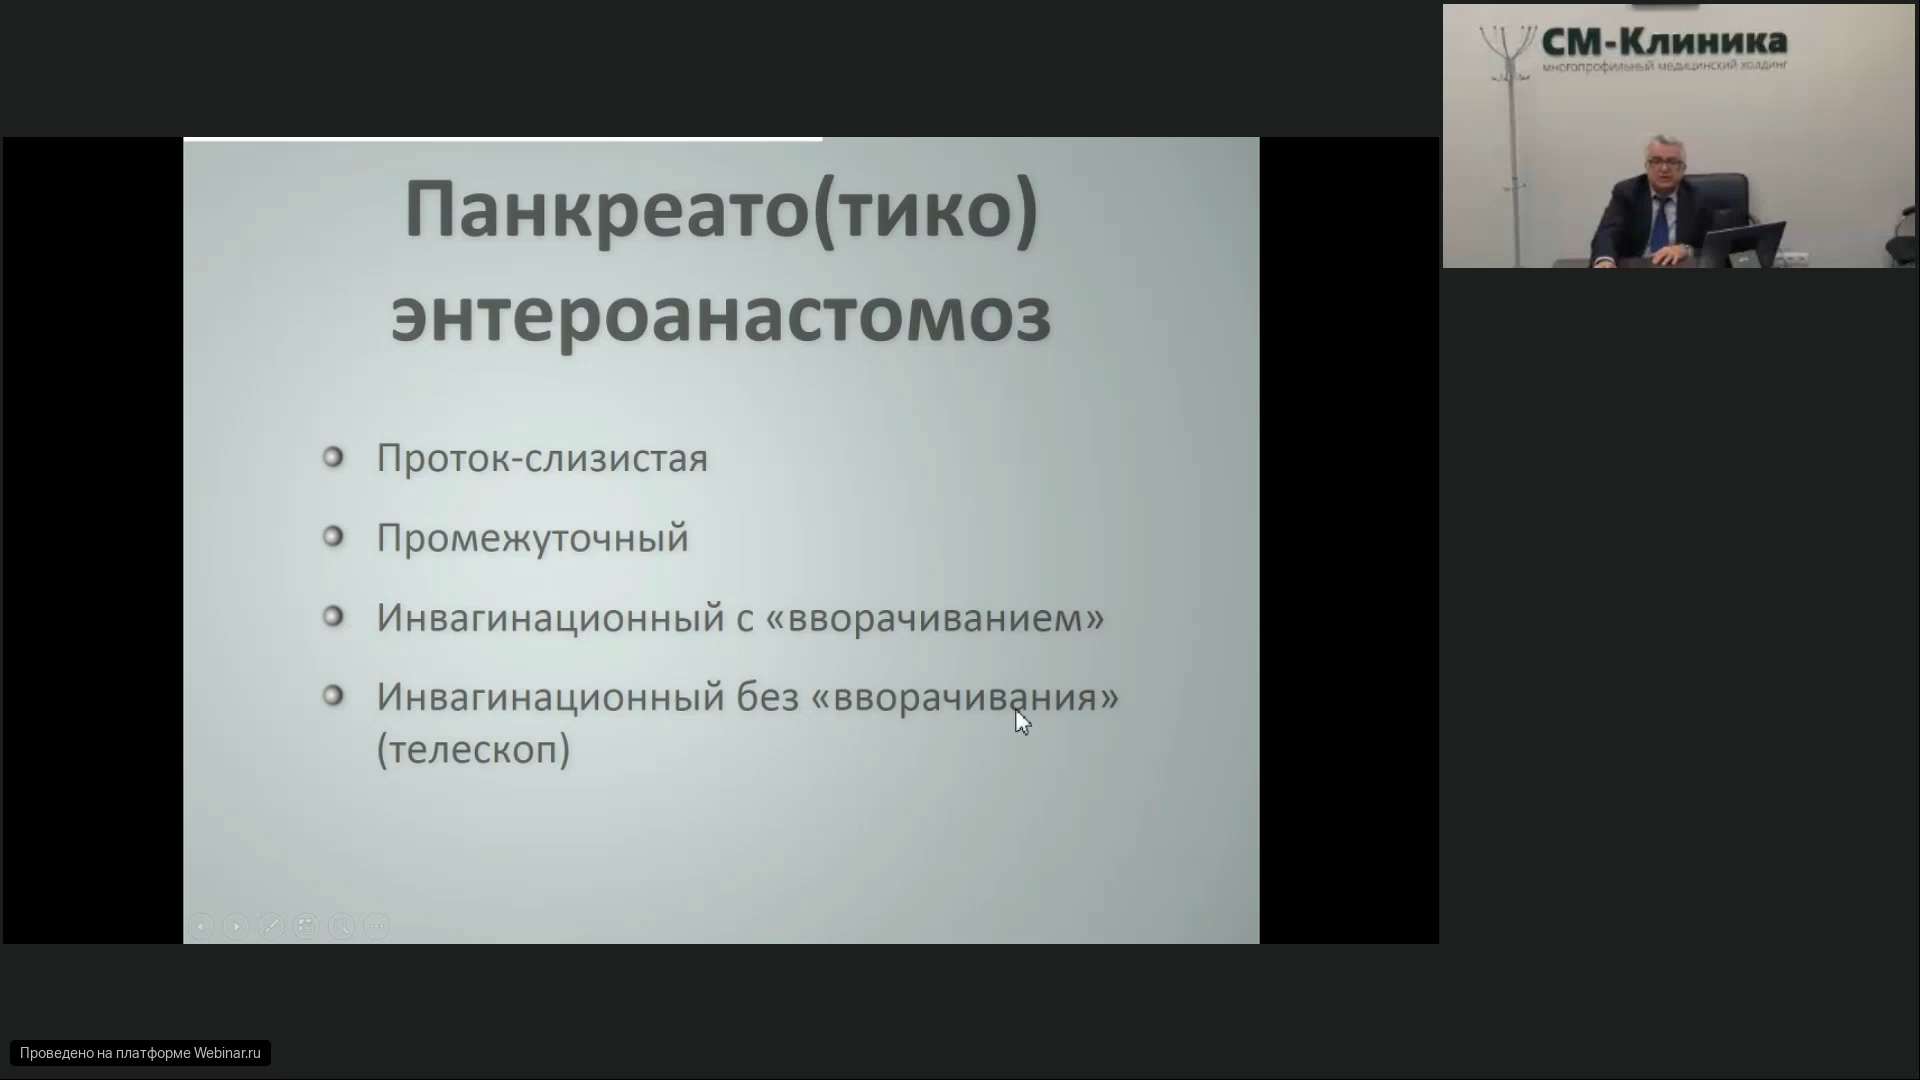 Панкреато(тико)
энтероанастомоз
Проток-слизистая
Промежуточный
Инвагинационный с «вворачиванием»
Инвагинационный без «вворачивания»
(телескоп)
СМ-Клиника
многопрофильный медицинский холдинг
Проведено на платформе Webinar.ru